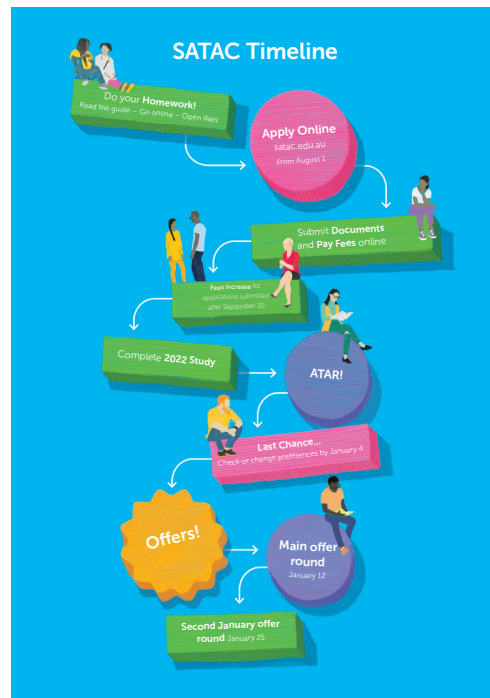 SATAC Timeline
Do your Homework!
Read the guide – Go online – Open days
Apply Online
satac.edu.au
From August 1
Submit Documents
and Pay Fees online
Fees increase for
applications submitted
after September 30
Complete 2022 Study
ATAR!
Last Chance...
Check or change preferences by January 4
Offers!
Main offer
round
January 12
Second January offer
round January 25